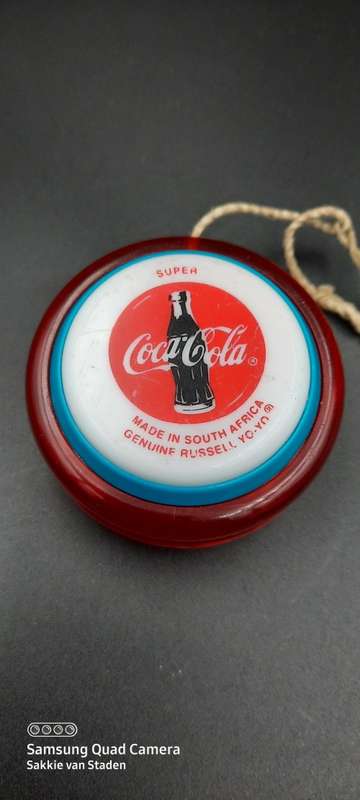 SUPER
Coca-Cola®
MADE IN SOUTH AFRICA
GENUINE RUSSELL YO-YO®
Samsung Quad Camera
Sakkie van Staden